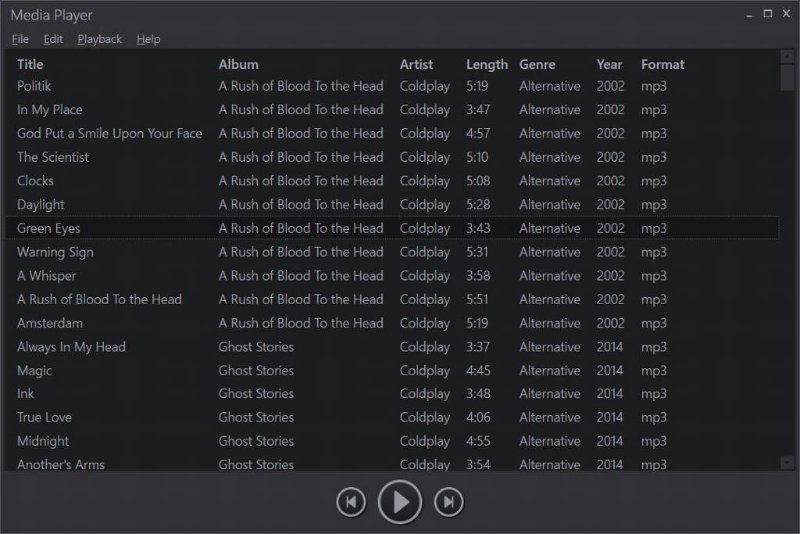 Media Player
File Edit Playback Help
Title Album Artist Length Genre Year Format
Politik A Rush of Blood To the Head Coldplay 5:19 Alternative 2002 mp3
In My Place A Rush of Blood To the Head Coldplay 3:47 Alternative 2002 mp3
God Put a Smile Upon Your Face A Rush of Blood To the Head Coldplay 4:57 Alternative 2002 mp3
The Scientist A Rush of Blood To the Head Coldplay 5:10 Alternative 2002 mp3
Clocks A Rush of Blood To the Head Coldplay 5:08 Alternative 2002 mp3
Daylight A Rush of Blood To the Head Coldplay 5:28 Alternative 2002 mp3
Green Eyes A Rush of Blood To the Head Coldplay 3:43 Alternative 2002 mp3
Warning Sign A Rush of Blood To the Head Coldplay 5:31 Alternative 2002 mp3
A Whisper A Rush of Blood To the Head Coldplay 3:58 Alternative 2002 mp3
A Rush of Blood To the Head A Rush of Blood To the Head Coldplay 5:51 Alternative 2002 mp3
Amsterdam A Rush of Blood To the Head Coldplay 5:19 Alternative 2002 mp3
Always In My Head Ghost Stories Coldplay 3:37 Alternative 2014 mp3
Magic Ghost Stories Coldplay 4:45 Alternative 2014 mp3
Ink Ghost Stories Coldplay 3:48 Alternative 2014 mp3
True Love Ghost Stories Coldplay 4:06 Alternative 2014 mp3
Midnight Ghost Stories Coldplay 4:55 Alternative 2014 mp3
Another's Arms Ghost Stories Coldplay 3:54 Alternative 2014 mp3